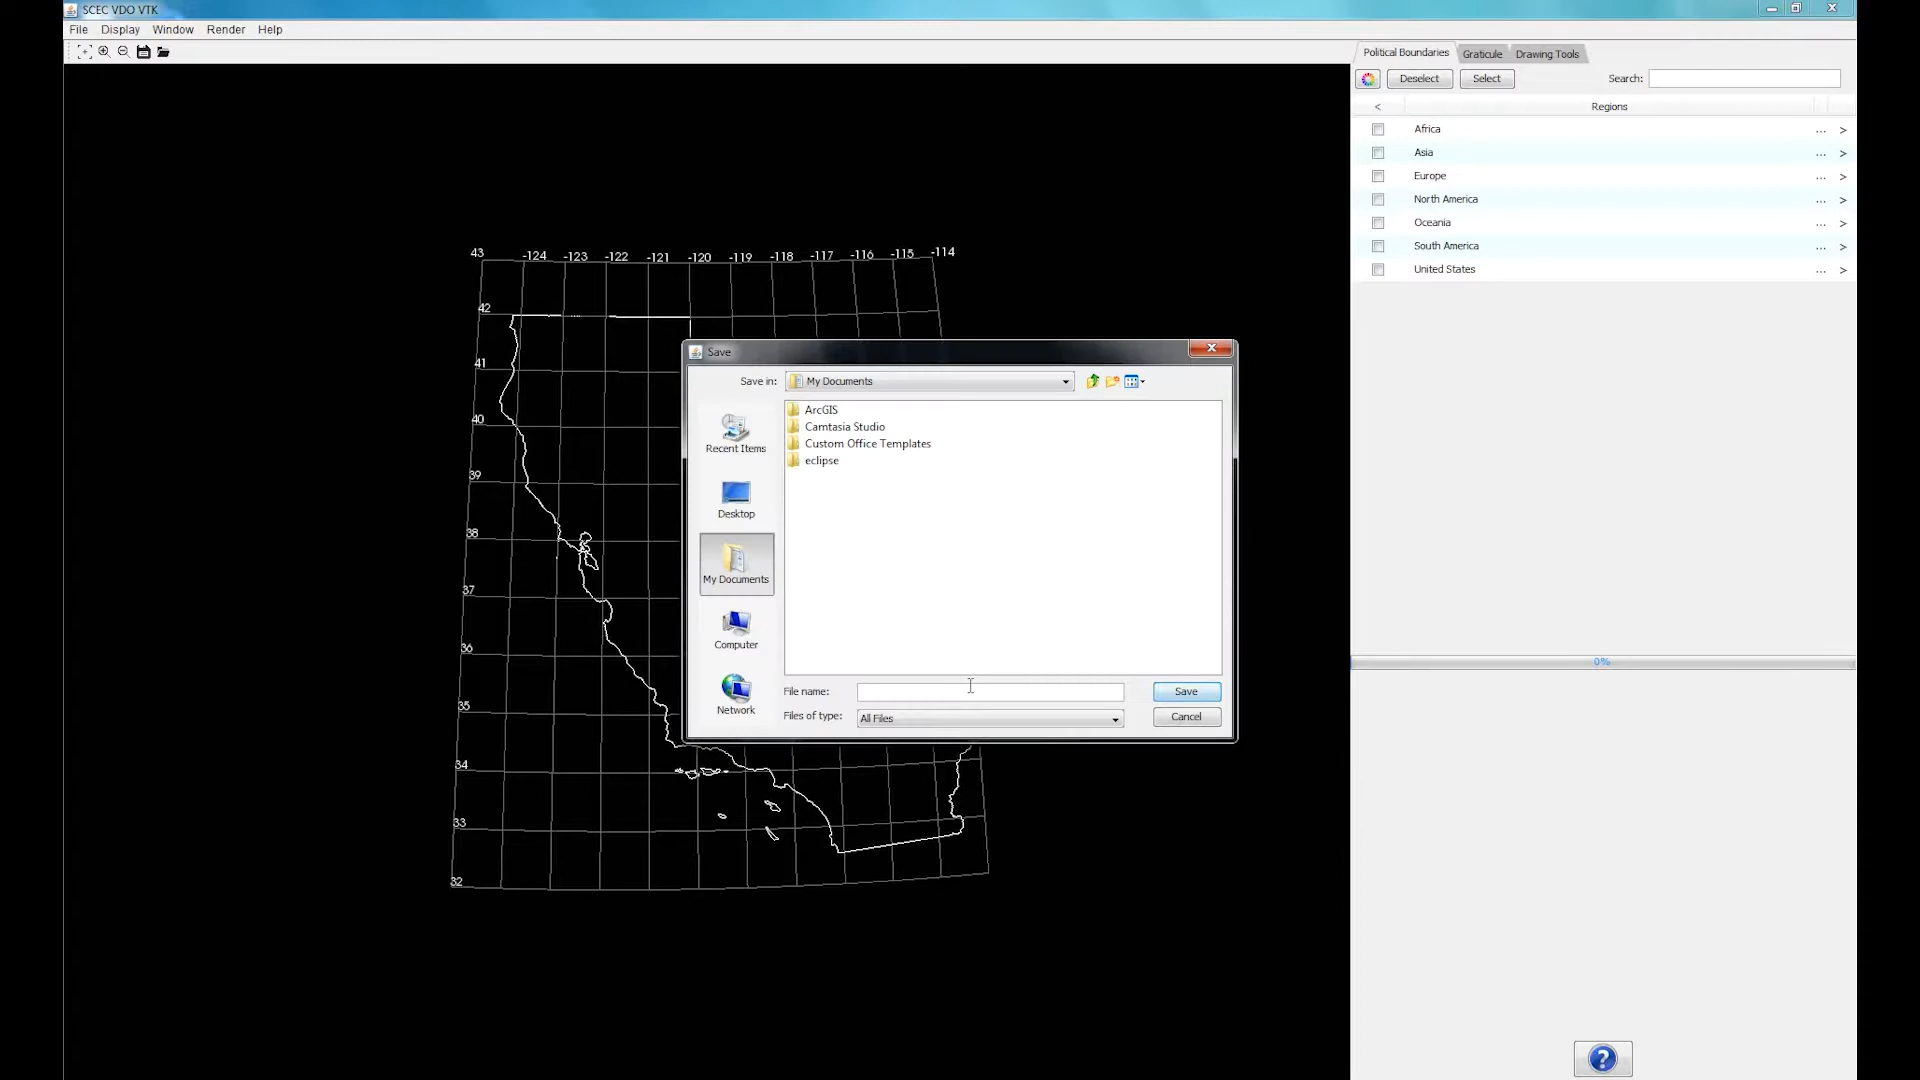 SCEC VDO VTK
File Display Window Render Help
Political Boundaries Graticule Drawing Tools
Deselect Select Search:
< Regions
Africa ... >
Asia ... >
Europe ... >
North America ... >
Oceania ... >
South America ... >
United States ... >
0%
43 -124 -123 -122 -121 -120 -119 -118 -117 -116 -115 -114
42
41
40
39
38
37
36
35
34
33
32
Save
Save in: My Documents
Recent Items
Desktop
My Documents
Computer
Network
ArcGIS
Camtasia Studio
Custom Office Templates
eclipse
File name: Save
Files of type: All Files Cancel
?